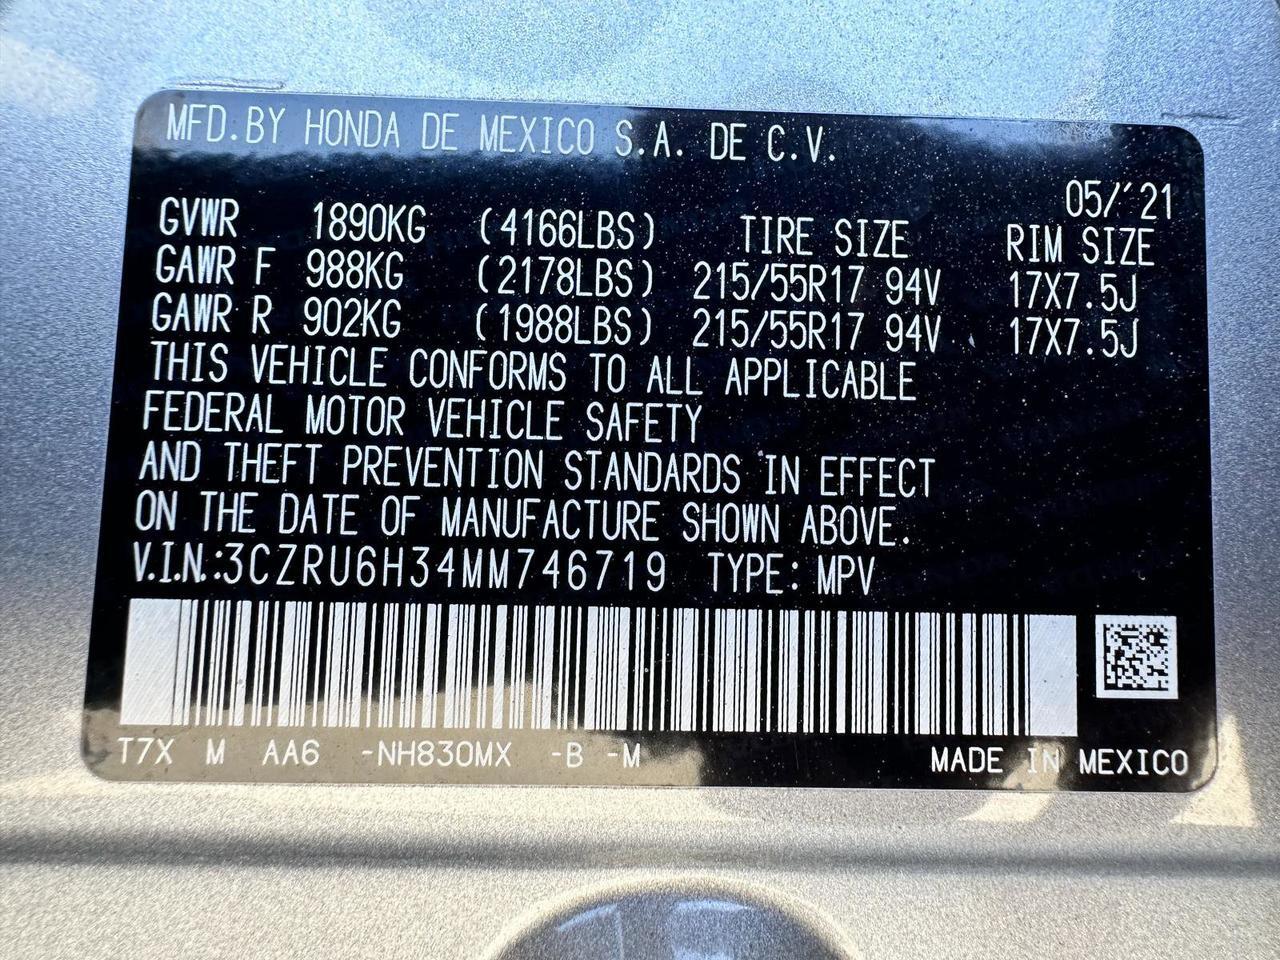 MFD.BY HONDA DE MEXICO S.A. DE C.V.
05/'21
GVWR 1890KG (4166LBS) TIRE SIZE RIM SIZE
GAWR F 988KG (2178LBS) 215/55R17 94V 17X7.5J
GAWR R 902KG (1988LBS) 215/55R17 94V 17X7.5J
THIS VEHICLE CONFORMS TO ALL APPLICABLE
FEDERAL MOTOR VEHICLE SAFETY
AND THEFT PREVENTION STANDARDS IN EFFECT
ON THE DATE OF MANUFACTURE SHOWN ABOVE.
V.I.N.:3CZRU6H34MM746719 TYPE: MPV
T7X M AA6 -NH830MX -B -M MADE IN MEXICO